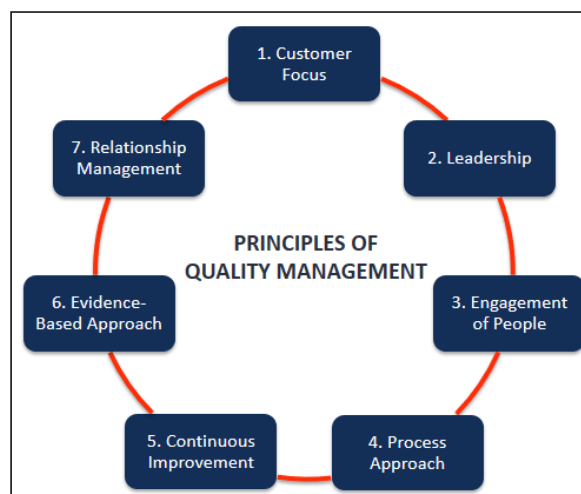 1. Customer
Focus
2. Leadership
3. Engagement
of People
4. Process
Approach
5. Continuous
Improvement
6. Evidence-
Based Approach
7. Relationship
Management
PRINCIPLES OF
QUALITY MANAGEMENT